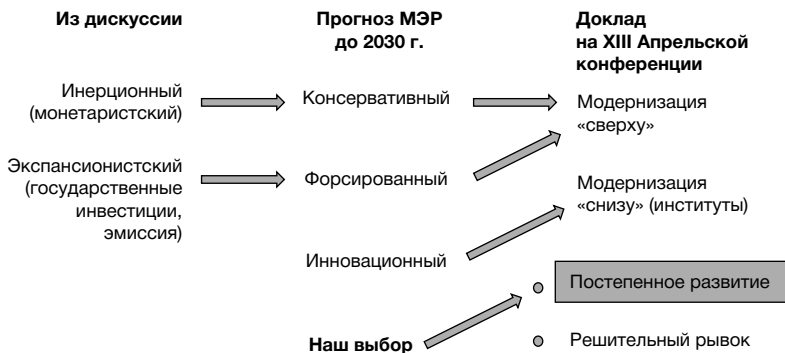 Из дискуссии
Прогноз МЭР
до 2030 г.
Доклад
на XIII Апрельской
конференции
Инерционный
(монетаристский)
Консервативный
Модернизация
«сверху»
Экспансионистский
(государственные
инвестиции,
эмиссия)
Форсированный
Модернизация
«снизу» (институты)
Инновационный
Постепенное развитие
Наш выбор
Решительный рывок